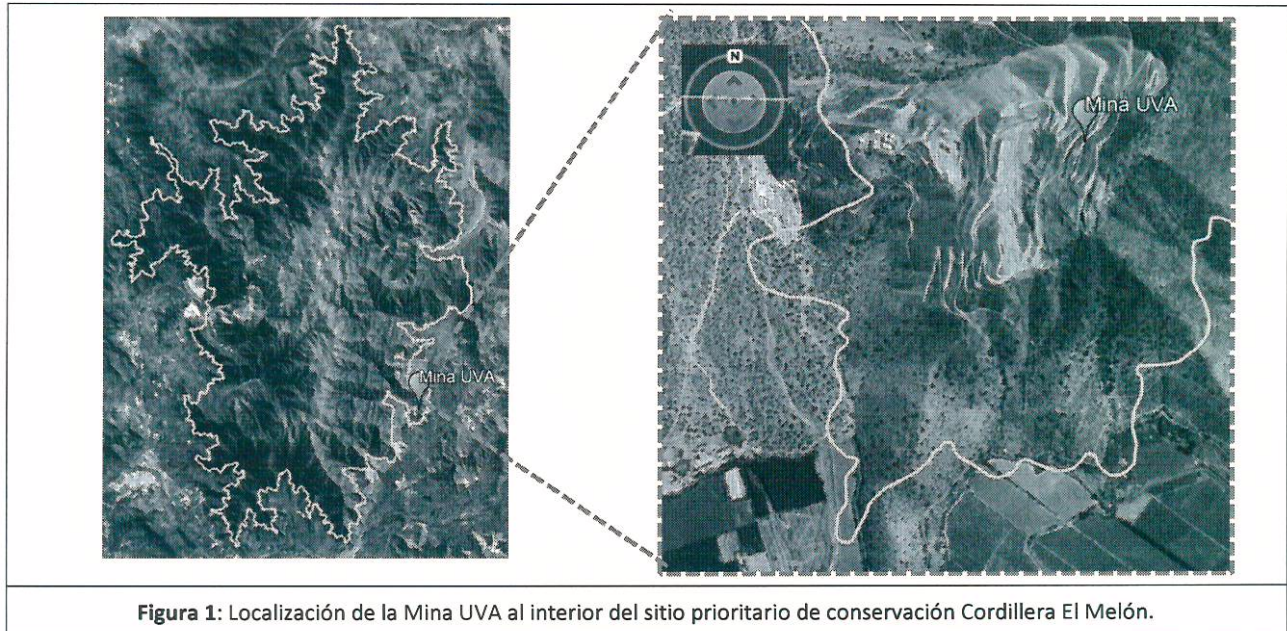 N
Mina UVA
Mina UVA
Figura 1: Localización de la Mina UVA al interior del sitio prioritario de conservación Cordillera El Melón.